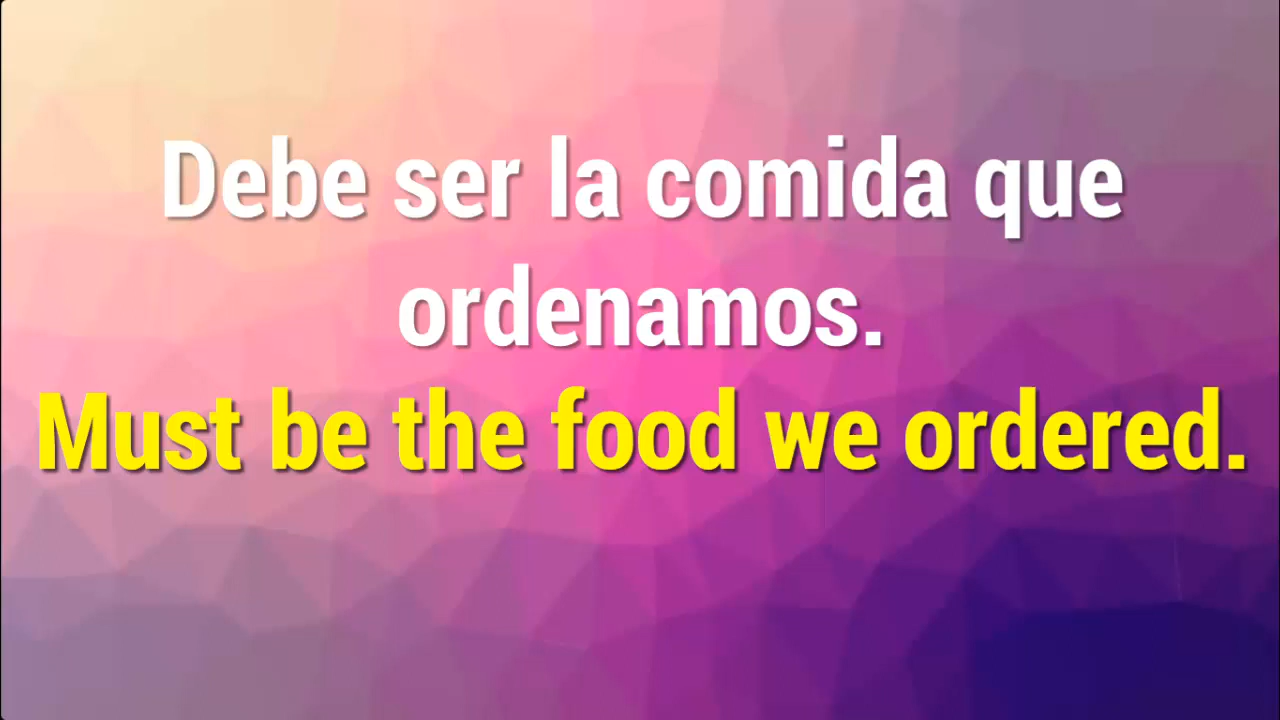 Debe ser la comida que
ordenamos.
Must be the food we ordered.